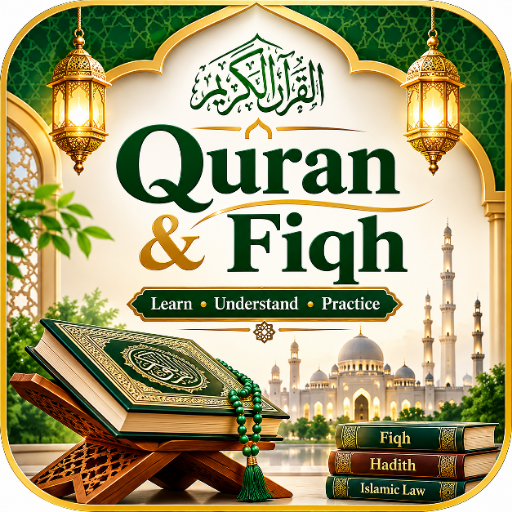 القرآن الكريم
Quran
& Fiqh
Learn • Understand • Practice
Fiqh
Hadith
Islamic Law